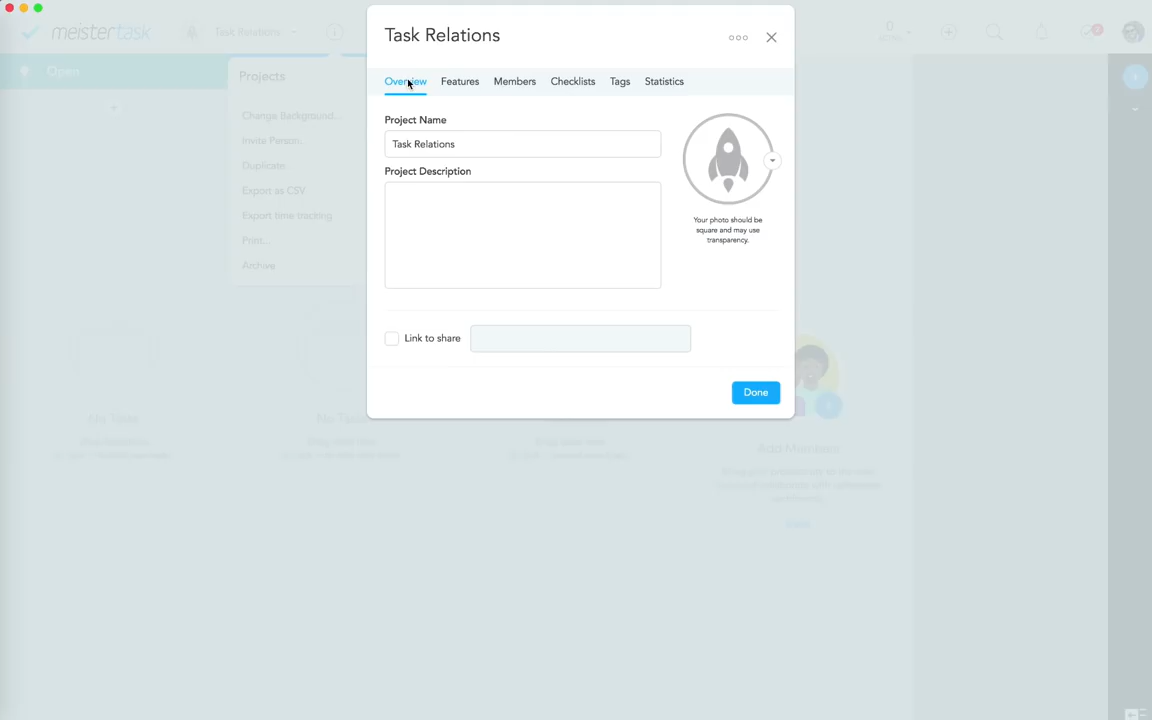 Task Relations
meistertask
Task Relations
Open
Projects
Overview Features Members Checklists Tags Statistics
Change Background...
Invite Person...
Duplicate
Export as CSV
Export time tracking
Print...
Archive
Project Name
Task Relations
Project Description
Your photo should be
square and may use
transparency.
Link to share
Done
Add Members